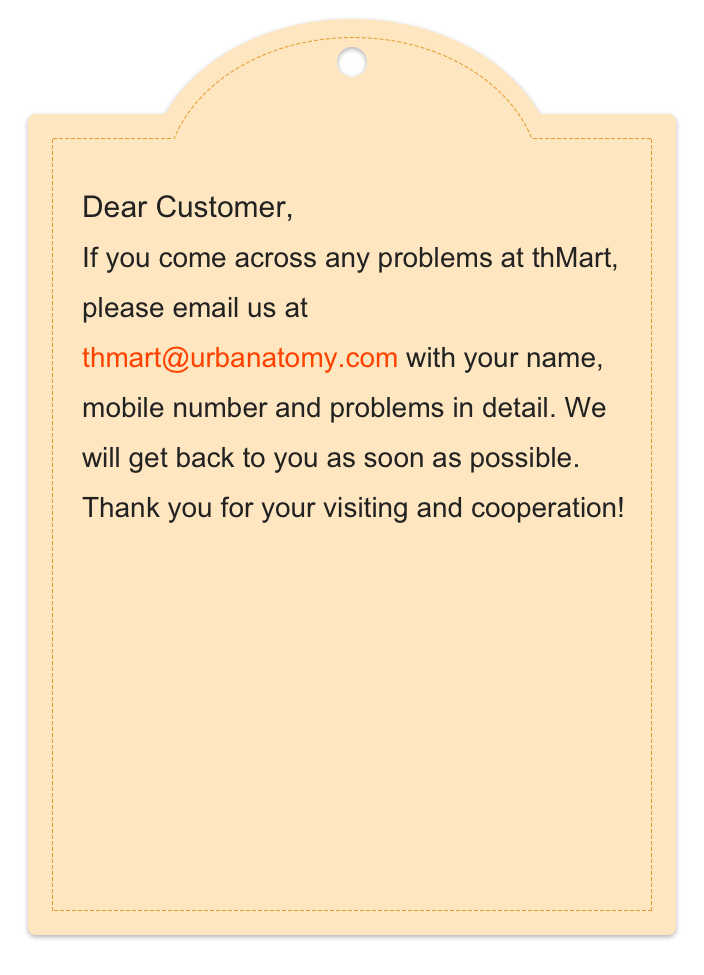 Dear Customer,
If you come across any problems at thMart,
please email us at
thmart@urbanatomy.com with your name,
mobile number and problems in detail. We
will get back to you as soon as possible.
Thank you for your visiting and cooperation!